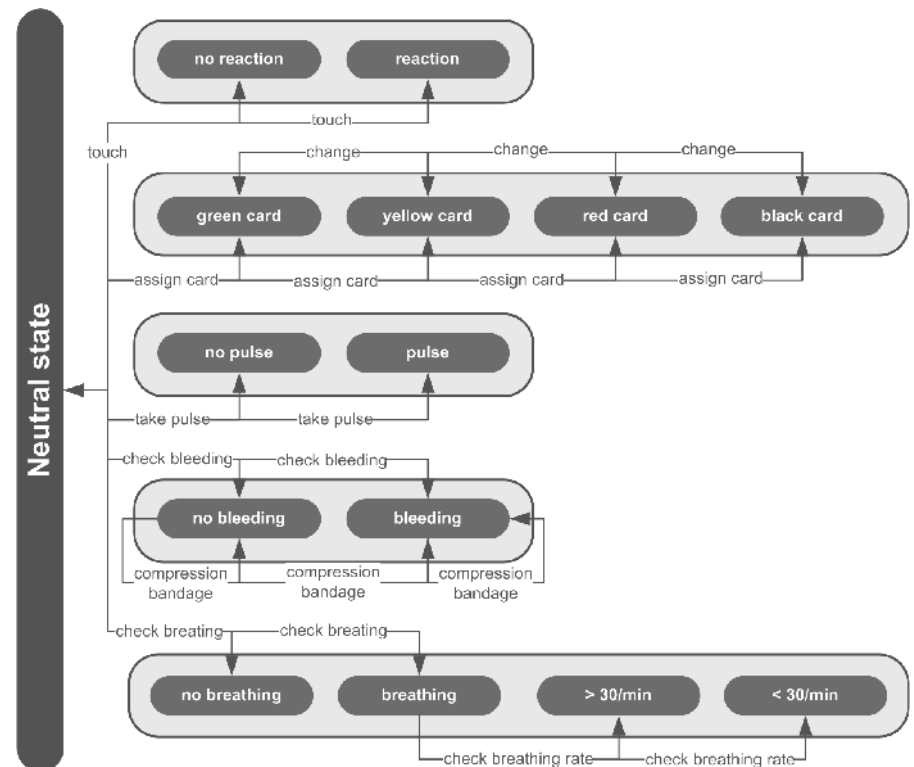 Neutral state
no reaction
reaction
touch
touch
change
change
change
green card
yellow card
red card
black card
assign card
assign card
assign card
assign card
no pulse
pulse
take pulse
take pulse
check bleeding
check bleeding
no bleeding
bleeding
compression
bandage
compression
bandage
compression
bandage
check breating
check breating
no breathing
breathing
> 30/min
< 30/min
check breathing rate
check breathing rate